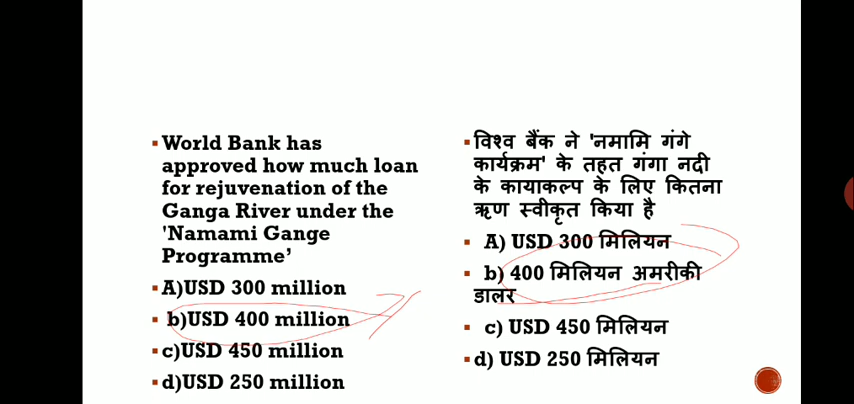 World Bank has
approved how much loan
for rejuvenation of the
Ganga River under the
'Namami Gange
Programme’
A)USD 300 million
b)USD 400 million
c)USD 450 million
d)USD 250 million
विश्व बैंक ने 'नमामि गंगे
कार्यक्रम' के तहत गंगा नदी
के कायाकल्प के लिए कितना
ऋण स्वीकृत किया है
A) USD 300 मिलियन
b) 400 मिलियन अमरीकी
डालर
c) USD 450 मिलियन
d) USD 250 मिलियन